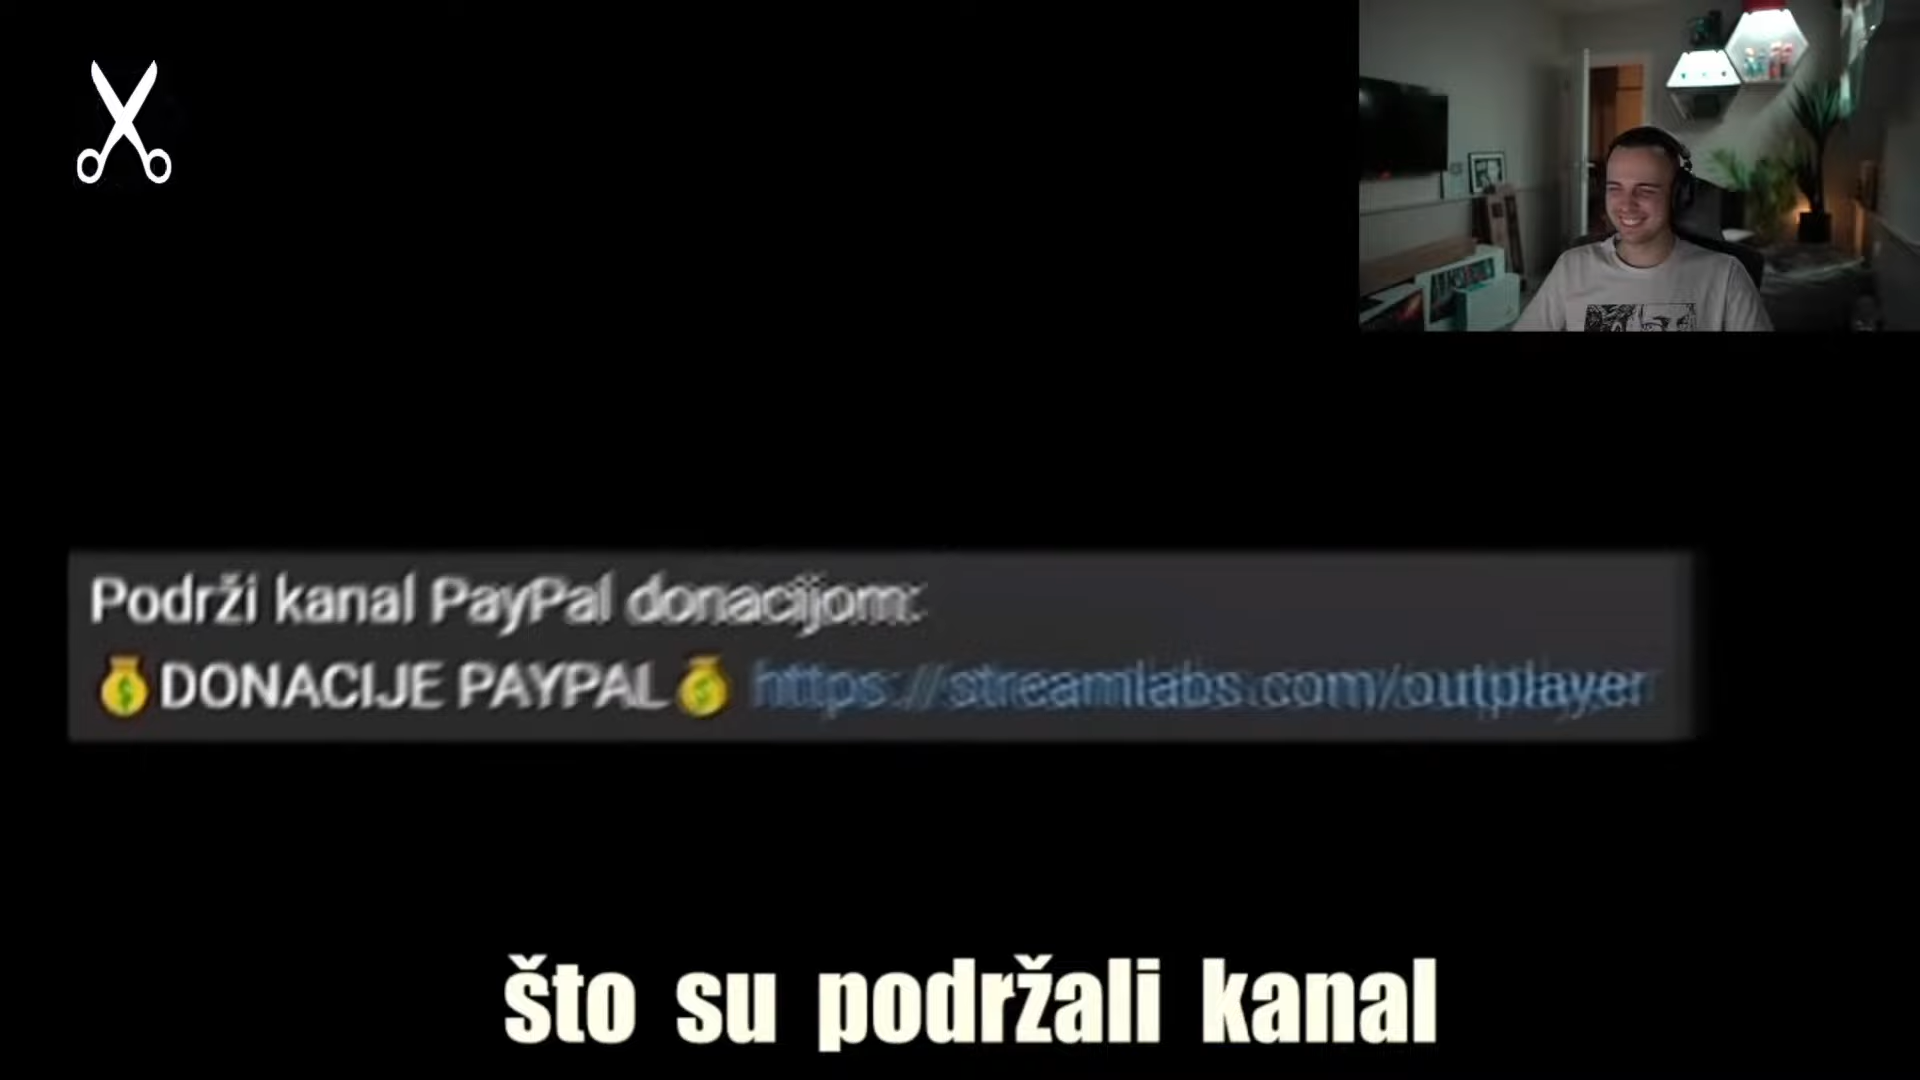 Podrži kanal PayPal donacijom:
💰DONACIJE PAYPAL💰 https://streamlabs.com/outplayer
što su podržali kanal